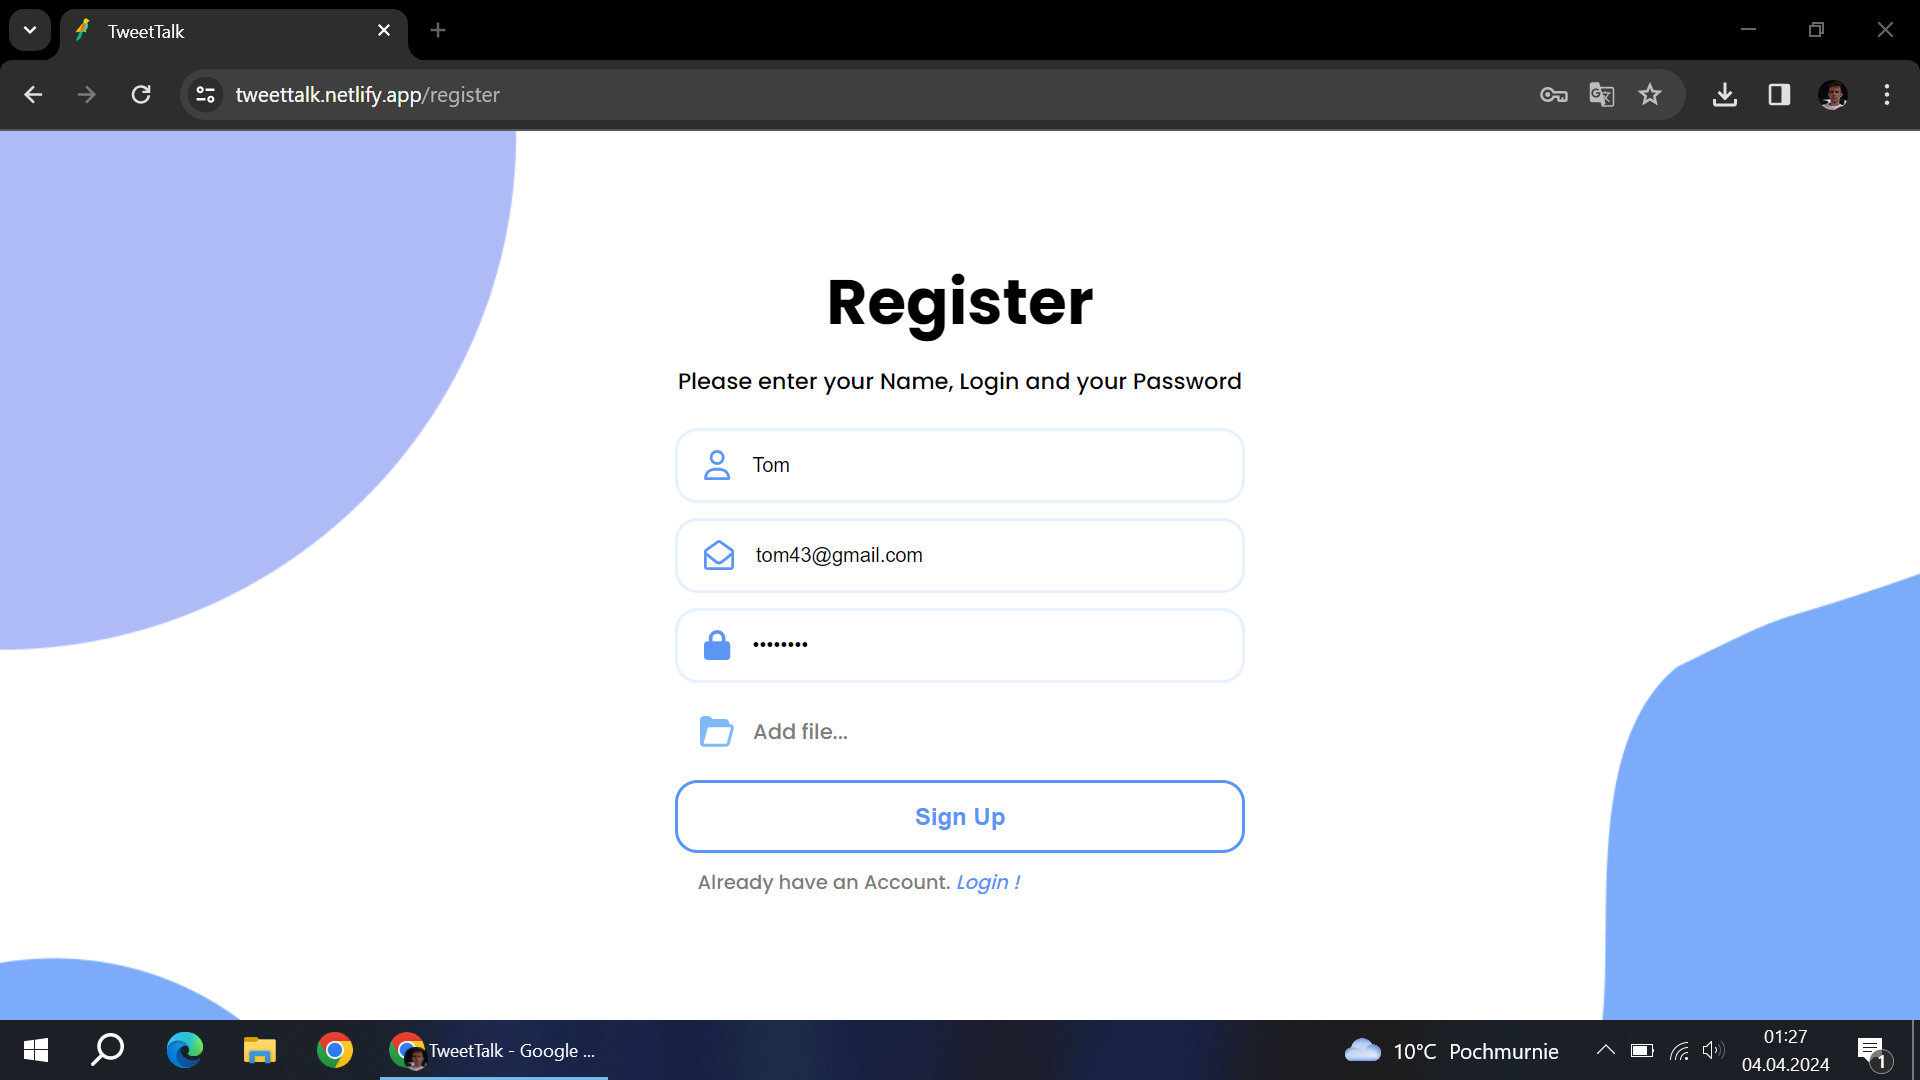 TweetTalk
tweettalk.netlify.app/register
Register
Please enter your Name, Login and your Password
Tom
tom43@gmail.com
••••••••
Add file...
Sign Up
Already have an Account. Login !
TweetTalk - Google ...
10°C Pochmurnie
01:27
04.04.2024
1